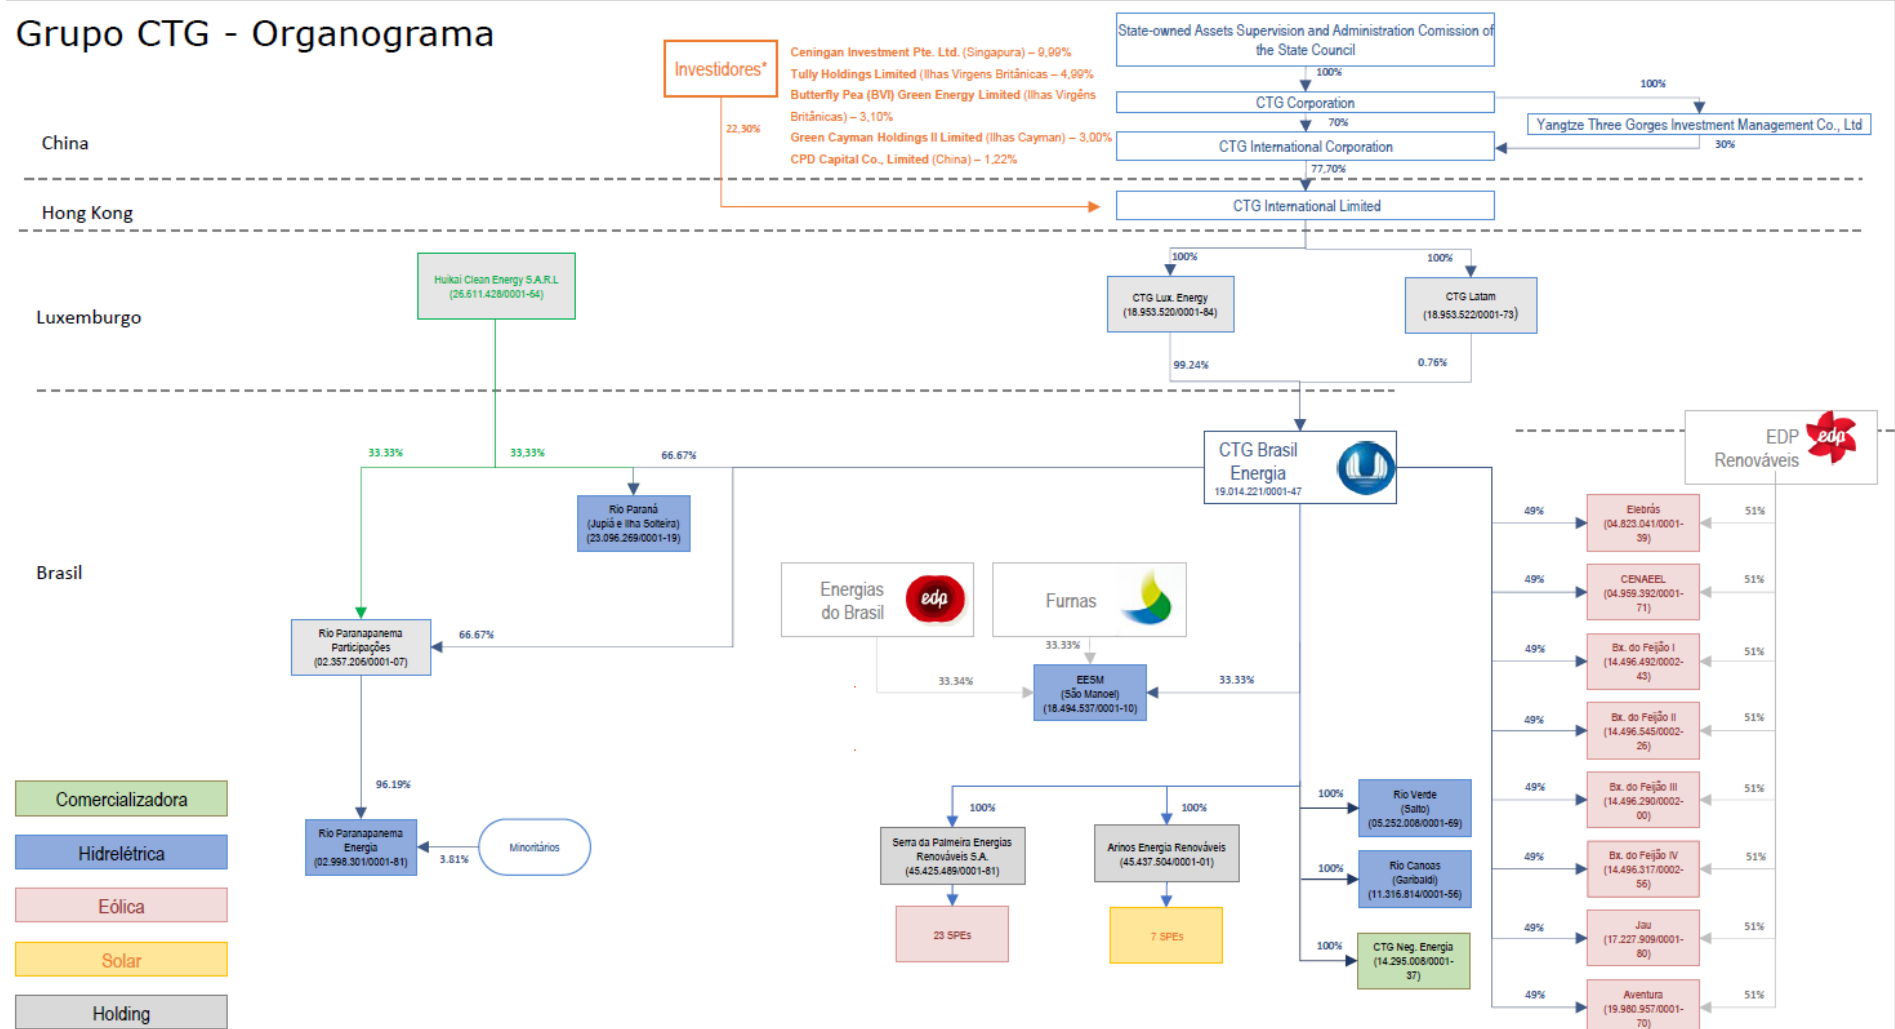 Grupo CTG - Organograma
Investidores*
22,30%
Ceningan Investment Pte. Ltd. (Singapura) – 9,99%
Tully Holdings Limited (Ilhas Virgens Britânicas – 4,99%
Butterfly Pea (BVI) Green Energy Limited (Ilhas Virgêns
Britânicas) – 3,10%
Green Cayman Holdings II Limited (Ilhas Cayman) – 3,00%
CPD Capital Co., Limited (China) – 1,22%
State-owned Assets Supervision and Administration Comission of
the State Council
100%
CTG Corporation
100%
70%
Yangtze Three Gorges Investment Management Co., Ltd
30%
CTG International Corporation
China
77,70%
Hong Kong
CTG International Limited
Luxemburgo
Huikai Clean Energy S.A.R.L
(26.611.428/0001-64)
100%
100%
CTG Lux. Energy
(18.953.520/0001-84)
CTG Latam
(18.953.522/0001-73)
99.24%
0.76%
Brasil
33.33%
33,33%
66.67%
CTG Brasil
Energia
19.014.221/0001-47
EDP
Renováveis
edp
Rio Paraná
(Jupiá e Ilha Solteira)
(23.096.269/0001-19)
Energias
do Brasil
edp
Furnas
Rio Paranapanema
Participações
(02.357.206/0001-07)
66.67%
33.33%
33.34%
EESM
(São Manoel)
(18.494.537/0001-10)
33.33%
96.19%
Rio Paranapanema
Energia
(02.998.301/0001-81)
3.81%
Minoritários
100%
Serra da Palmeira Energias
Renováveis S.A.
(45.425.489/0001-81)
23 SPEs
100%
Arinos Energia Renováveis
(45.437.504/0001-01)
7 SPEs
100%
Rio Verde
(Salto)
(05.252.008/0001-69)
100%
Rio Canoas
(Garibaldi)
(11.316.814/0001-56)
100%
CTG Neg. Energia
(14.295.008/0001-
37)
49%
Elebrás
(04.823.041/0001-
39)
51%
49%
CENAEEL
(04.959.392/0001-
71)
51%
49%
Bx. do Feijão I
(14.496.492/0002-
43)
51%
49%
Bx. do Feijão II
(14.496.545/0002-
26)
51%
49%
Bx. do Feijão III
(14.496.290/0002-
00)
51%
49%
Bx. do Feijão IV
(14.496.317/0002-
56)
51%
49%
Jau
(17.227.909/0001-
80)
51%
49%
Aventura
(19.980.957/0001-
70)
51%
Comercializadora
Hidrelétrica
Eólica
Solar
Holding